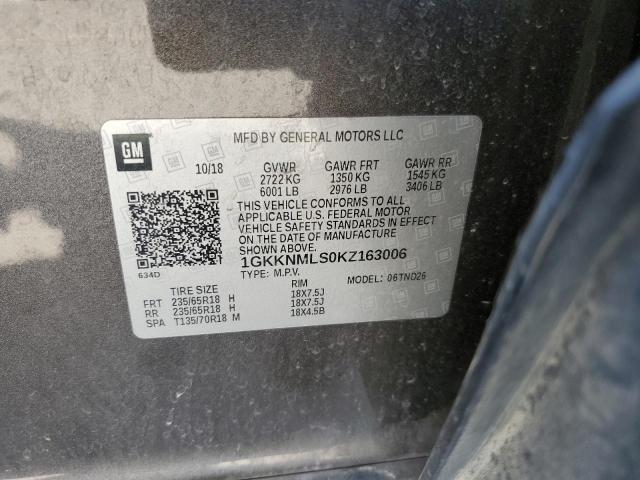 GM
MFD BY GENERAL MOTORS LLC
10/18 GVWR GAWR FRT GAWR RR
2722 KG 1350 KG 1545 KG
6001 LB 2976 LB 3406 LB
THIS VEHICLE CONFORMS TO ALL
APPLICABLE U.S. FEDERAL MOTOR
VEHICLE SAFETY STANDARDS IN EFFECT
ON THE DATE OF MANUFACTURE
SHOWN ABOVE.
1GKKNMLS0KZ163006
TYPE: M.P.V. MODEL: 06TND26
634D
TIRE SIZE RIM
FRT 235/65R18 H 18X7.5J
RR 235/65R18 H 18X7.5J
SPA T135/70R18 M 18X4.5B